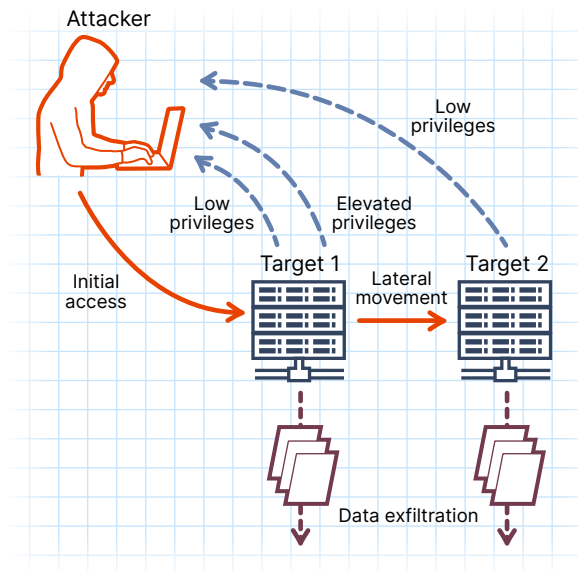 Attacker
Low
privileges
Low
privileges
Elevated
privileges
Target 1
Target 2
Initial
access
Lateral
movement
Data exfiltration